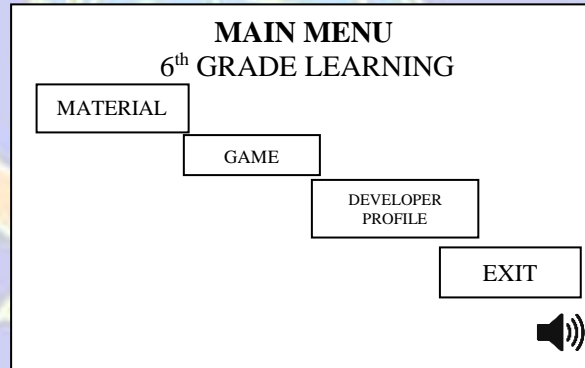 MAIN MENU
6th GRADE LEARNING
MATERIAL
GAME
DEVELOPER
PROFILE
EXIT